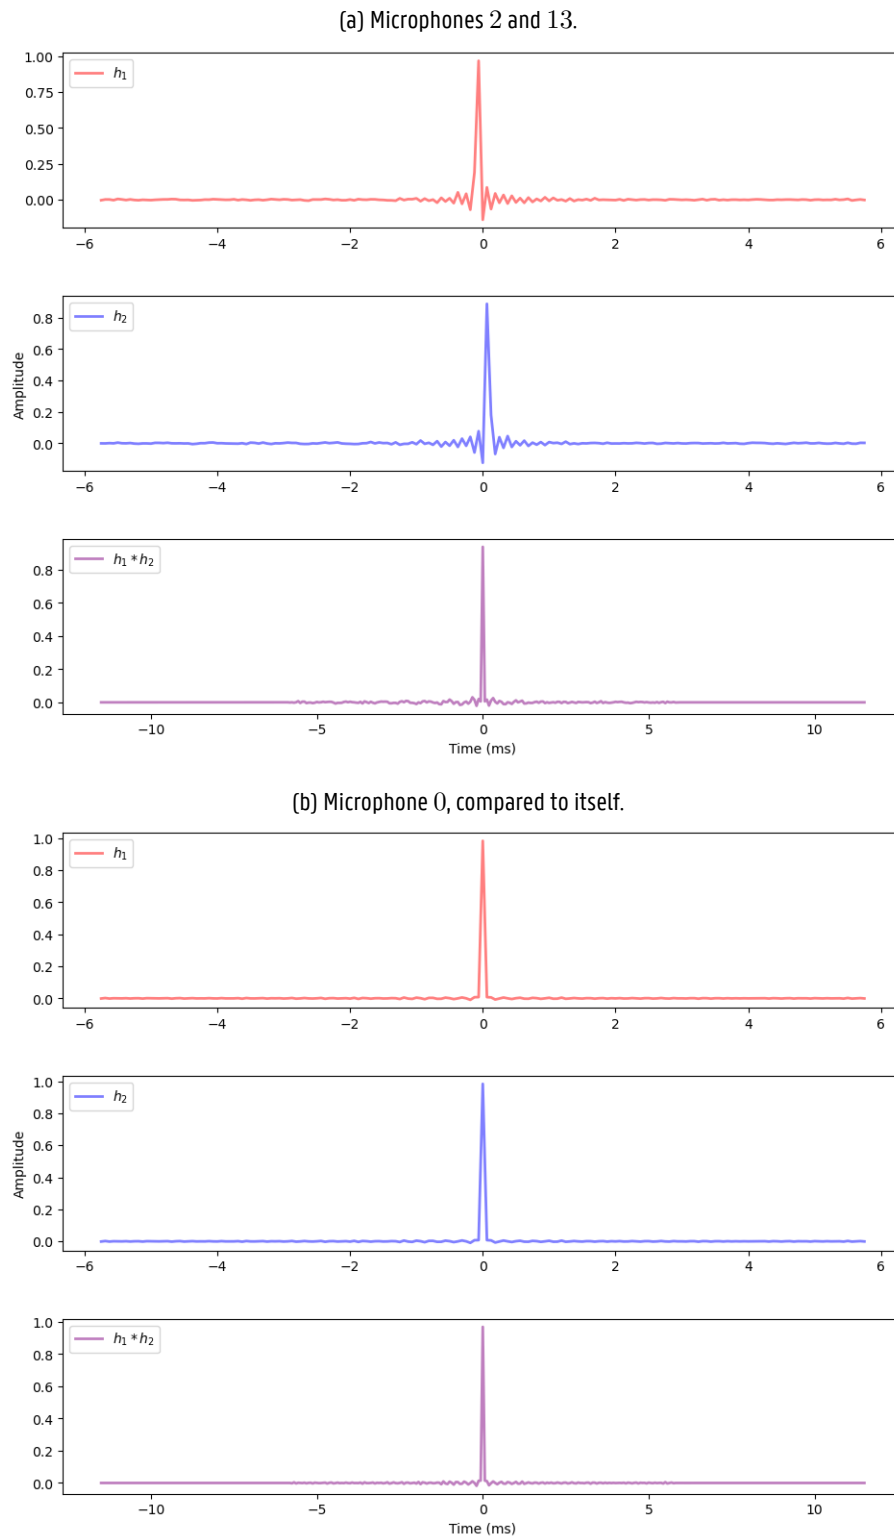 (a) Microphones 2 and 13.
h₁
1.00
0.75
0.50
0.25
0.00
−6 −4 −2 0 2 4 6
h₂
Amplitude
0.8
0.6
0.4
0.2
0.0
−6 −4 −2 0 2 4 6
h₁ * h₂
0.8
0.6
0.4
0.2
0.0
−10 −5 0 5 10
Time (ms)
(b) Microphone 0, compared to itself.
h₁
1.0
0.8
0.6
0.4
0.2
0.0
−6 −4 −2 0 2 4 6
h₂
Amplitude
1.0
0.8
0.6
0.4
0.2
0.0
−6 −4 −2 0 2 4 6
h₁ * h₂
1.0
0.8
0.6
0.4
0.2
0.0
−10 −5 0 5 10
Time (ms)